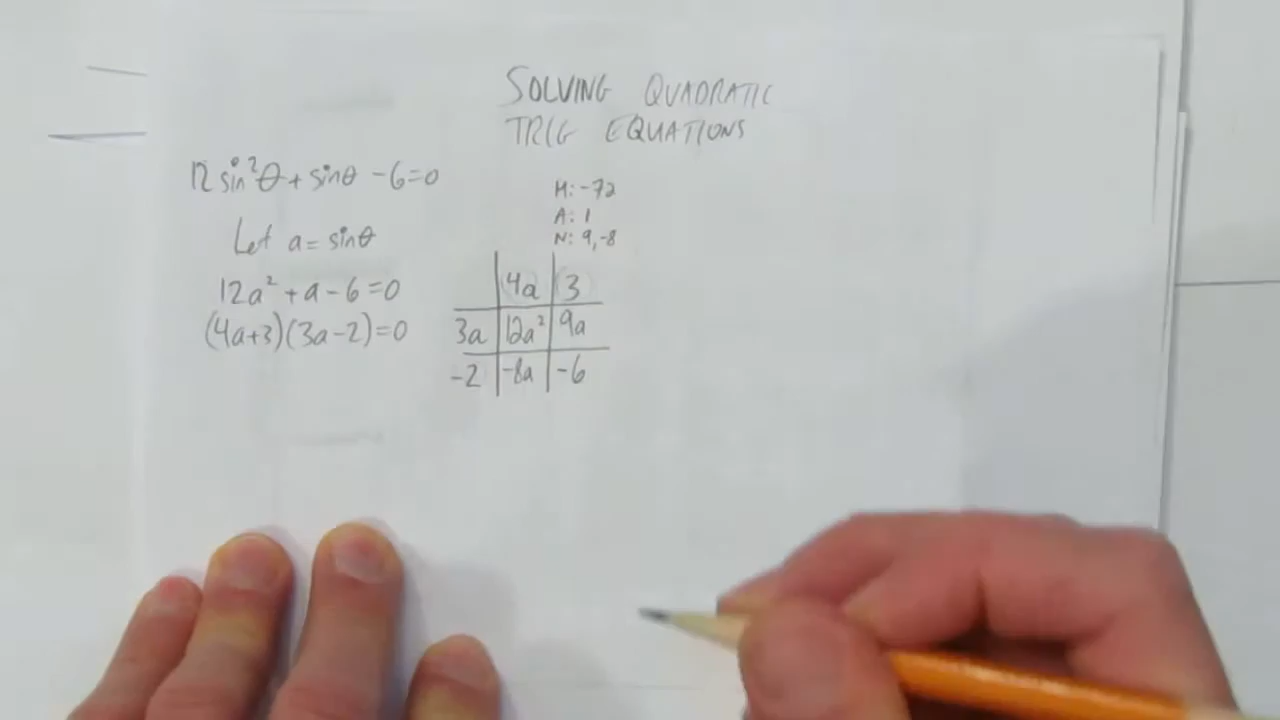 SOLVING QUADRATIC
TRIG EQUATIONS
12 sin²θ + sinθ - 6 = 0
Let a = sinθ
12a² + a - 6 = 0
(4a+3)(3a-2) = 0
M: -72
A: 1
N: 9, -8
4a 3
3a 12a² 9a
-2 -8a -6